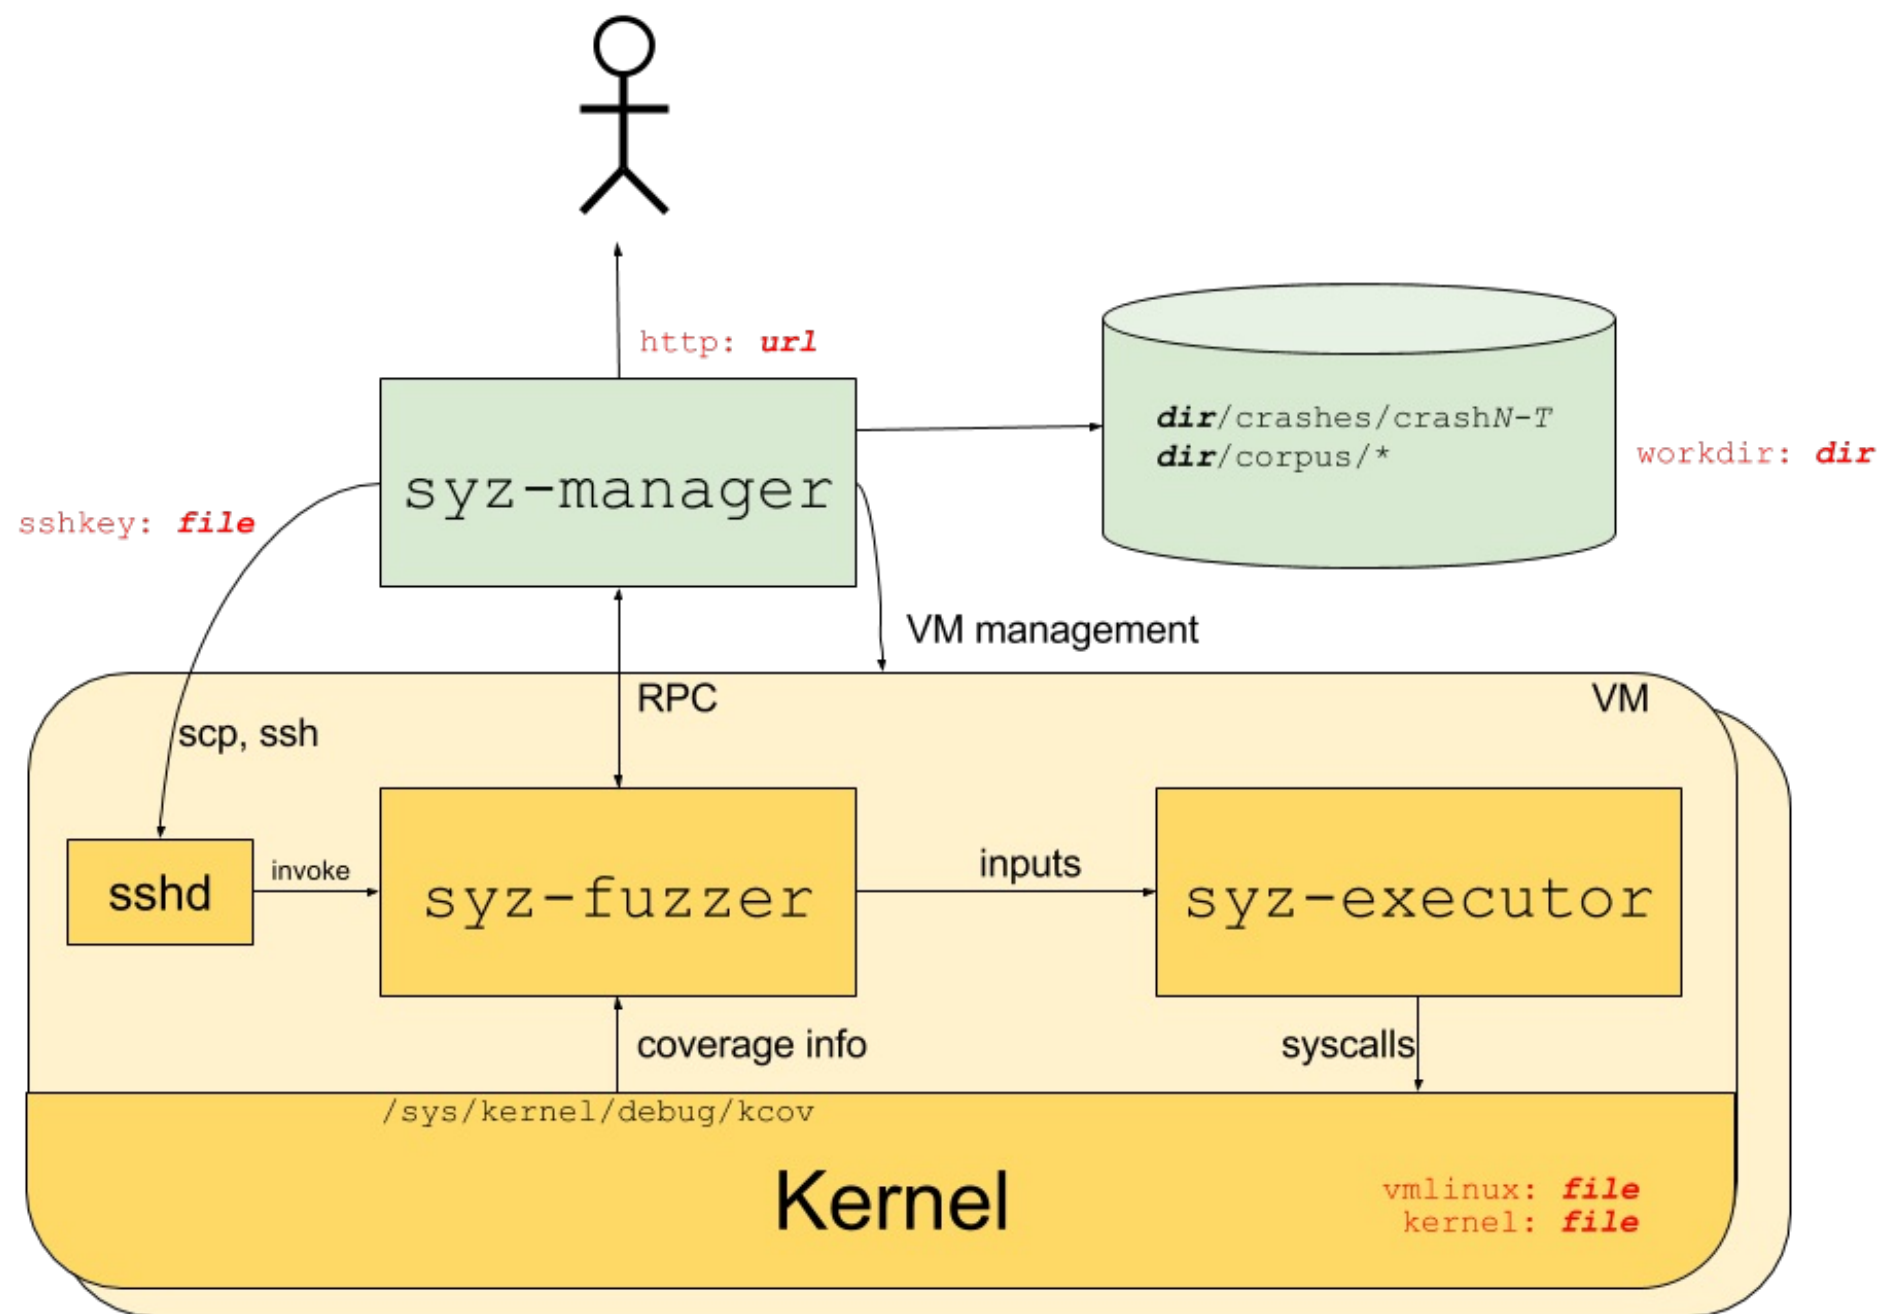 http: url
dir/crashes/crashN-T
dir/corpus/*
workdir: dir
syz-manager
sshkey: file
VM management
RPC
VM
scp, ssh
sshd
invoke
syz-fuzzer
inputs
syz-executor
coverage info
syscalls
/sys/kernel/debug/kcov
Kernel
vmlinux: file
kernel: file